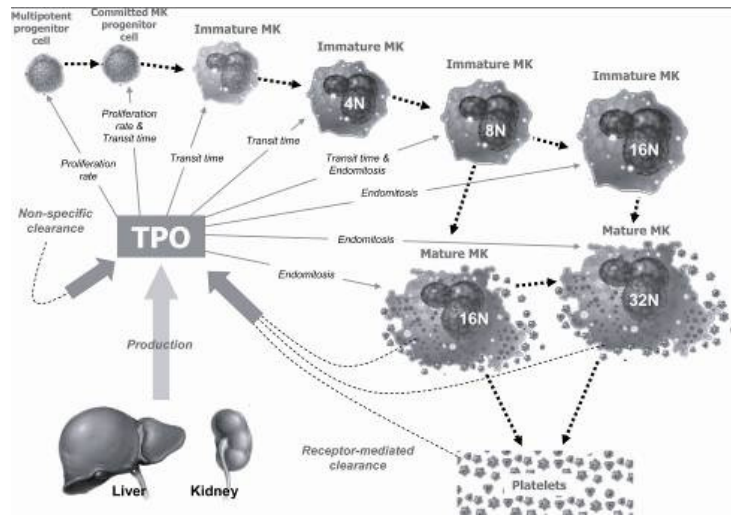 Multipotent
progenitor
cell
Committed MK
progenitor
cell
Immature MK
Immature MK
4N
Immature MK
8N
Immature MK
16N
Proliferation
rate &
Transit time
Proliferation
rate
Transit time
Transit time
Transit time &
Endomitosis
Endomitosis
Non-specific
clearance
TPO
Endomitosis
Endomitosis
Mature MK
16N
Mature MK
32N
Production
Receptor-mediated
clearance
Liver
Kidney
Platelets